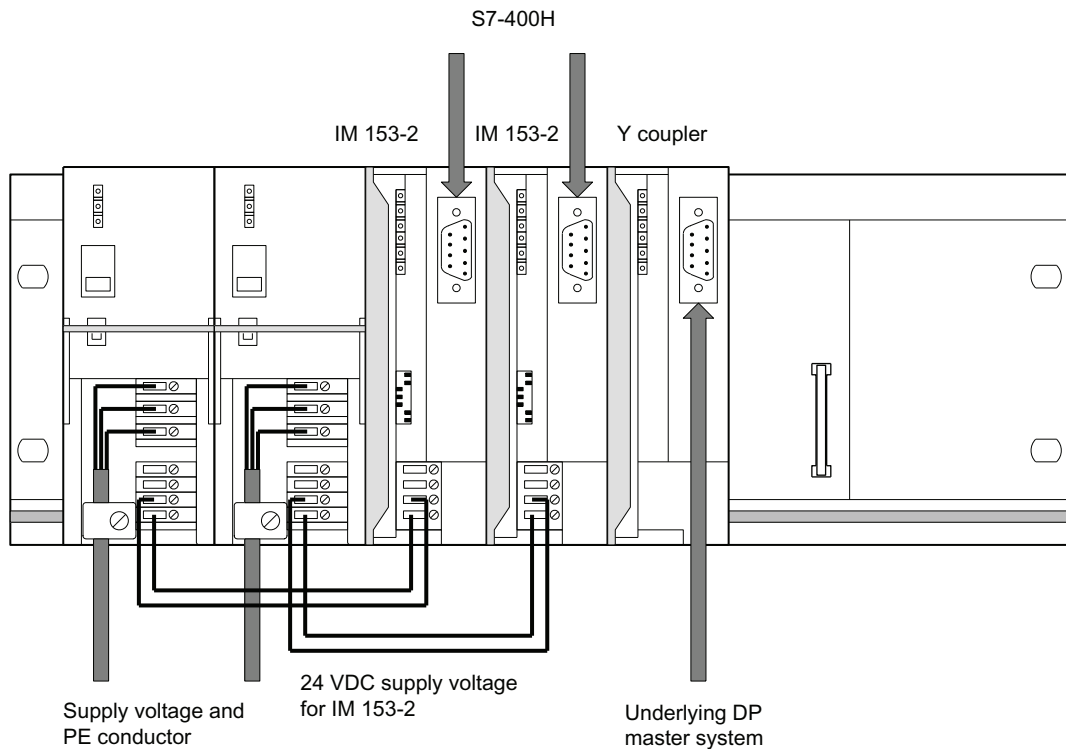 S7-400H
IM 153-2
IM 153-2
Y coupler
24 VDC supply voltage
for IM 153-2
Supply voltage and
PE conductor
Underlying DP
master system